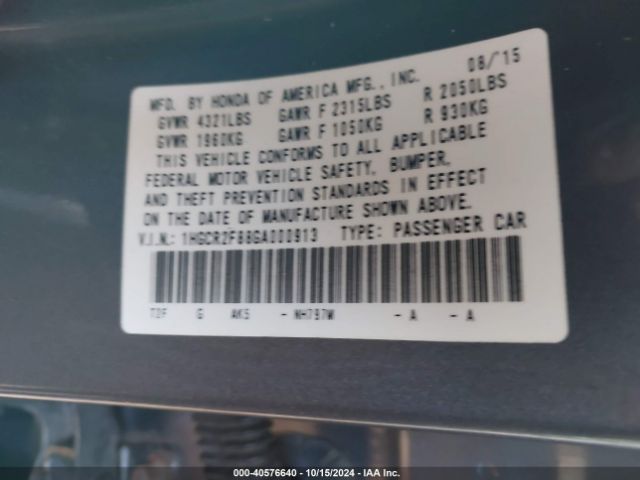 MFD. BY HONDA OF AMERICA MFG., INC. 08/'15
GVWR 4321LBS GAWR F 2315LBS R 2050LBS
GVWR 1960KG GAWR F 1050KG R 930KG
THIS VEHICLE CONFORMS TO ALL APPLICABLE
FEDERAL MOTOR VEHICLE SAFETY, BUMPER,
AND THEFT PREVENTION STANDARDS IN EFFECT
ON THE DATE OF MANUFACTURE SHOWN ABOVE.
V.I.N.: 1HGCR2F88GA000913 TYPE: PASSENGER CAR
T2F G AK5 - NH797M - A - A
000-40576640 - 10/15/2024 - IAA Inc.